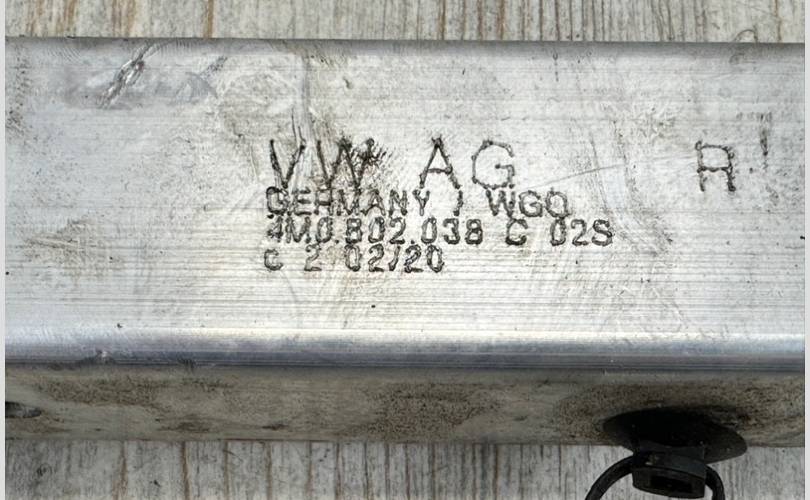 VW AG R
GERMANY / WGO
4M0.802.038 C 02S
c 2 02/20